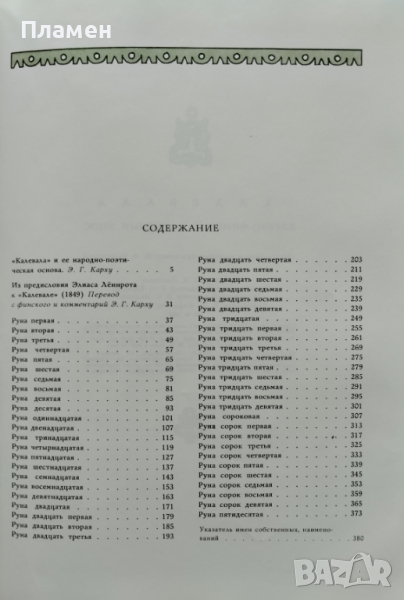 Пламен
СОДЕРЖАНИЕ
«Калевала» и ее народно-поэти-
ческая основа. Э. Г. Карху . . . 5
Из предисловия Элиаса Лённрота
к «Калевале» (1849) Перевод
с финского и комментарий Э. Г. Карху 31
Руна первая . . . 37
Руна вторая . . . 43
Руна третья . . . 49
Руна четвертая . . . 57
Руна пятая . . . 65
Руна шестая . . . 69
Руна седьмая . . . 75
Руна восьмая . . . 81
Руна девятая . . . 85
Руна десятая . . . 93
Руна одиннадцатая . . . 101
Руна двенадцатая . . . 107
Руна тринадцатая . . . 115
Руна четырнадцатая . . . 119
Руна пятнадцатая . . . 127
Руна шестнадцатая . . . 137
Руна семнадцатая . . . 143
Руна восемнадцатая . . . 153
Руна девятнадцатая . . . 163
Руна двадцатая . . . 171
Руна двадцать первая . . . 179
Руна двадцать вторая . . . 185
Руна двадцать третья . . . 193
Руна двадцать четвертая . . . 203
Руна двадцать пятая . . . 211
Руна двадцать шестая . . . 219
Руна двадцать седьмая . . . 229
Руна двадцать восьмая . . . 235
Руна двадцать девятая . . . 239
Руна тридцатая . . . 249
Руна тридцать первая . . . 255
Руна тридцать вторая . . . 261
Руна тридцать третья . . . 269
Руна тридцать четвертая . . . 275
Руна тридцать пятая . . . 279
Руна тридцать шестая . . . 285
Руна тридцать седьмая . . . 291
Руна тридцать восьмая . . . 295
Руна тридцать девятая . . . 301
Руна сороковая . . . 307
Руна сорок первая . . . 313
Руна сорок вторая . . . 317
Руна сорок третья . . . 325
Руна сорок четвертая . . . 335
Руна сорок пятая . . . 339
Руна сорок шестая . . . 345
Руна сорок седьмая . . . 353
Руна сорок восьмая . . . 359
Руна сорок девятая . . . 365
Руна пятидесятая . . . 373
Указатель имен собственных, наимено-
ваний . . . 380
BAZAR